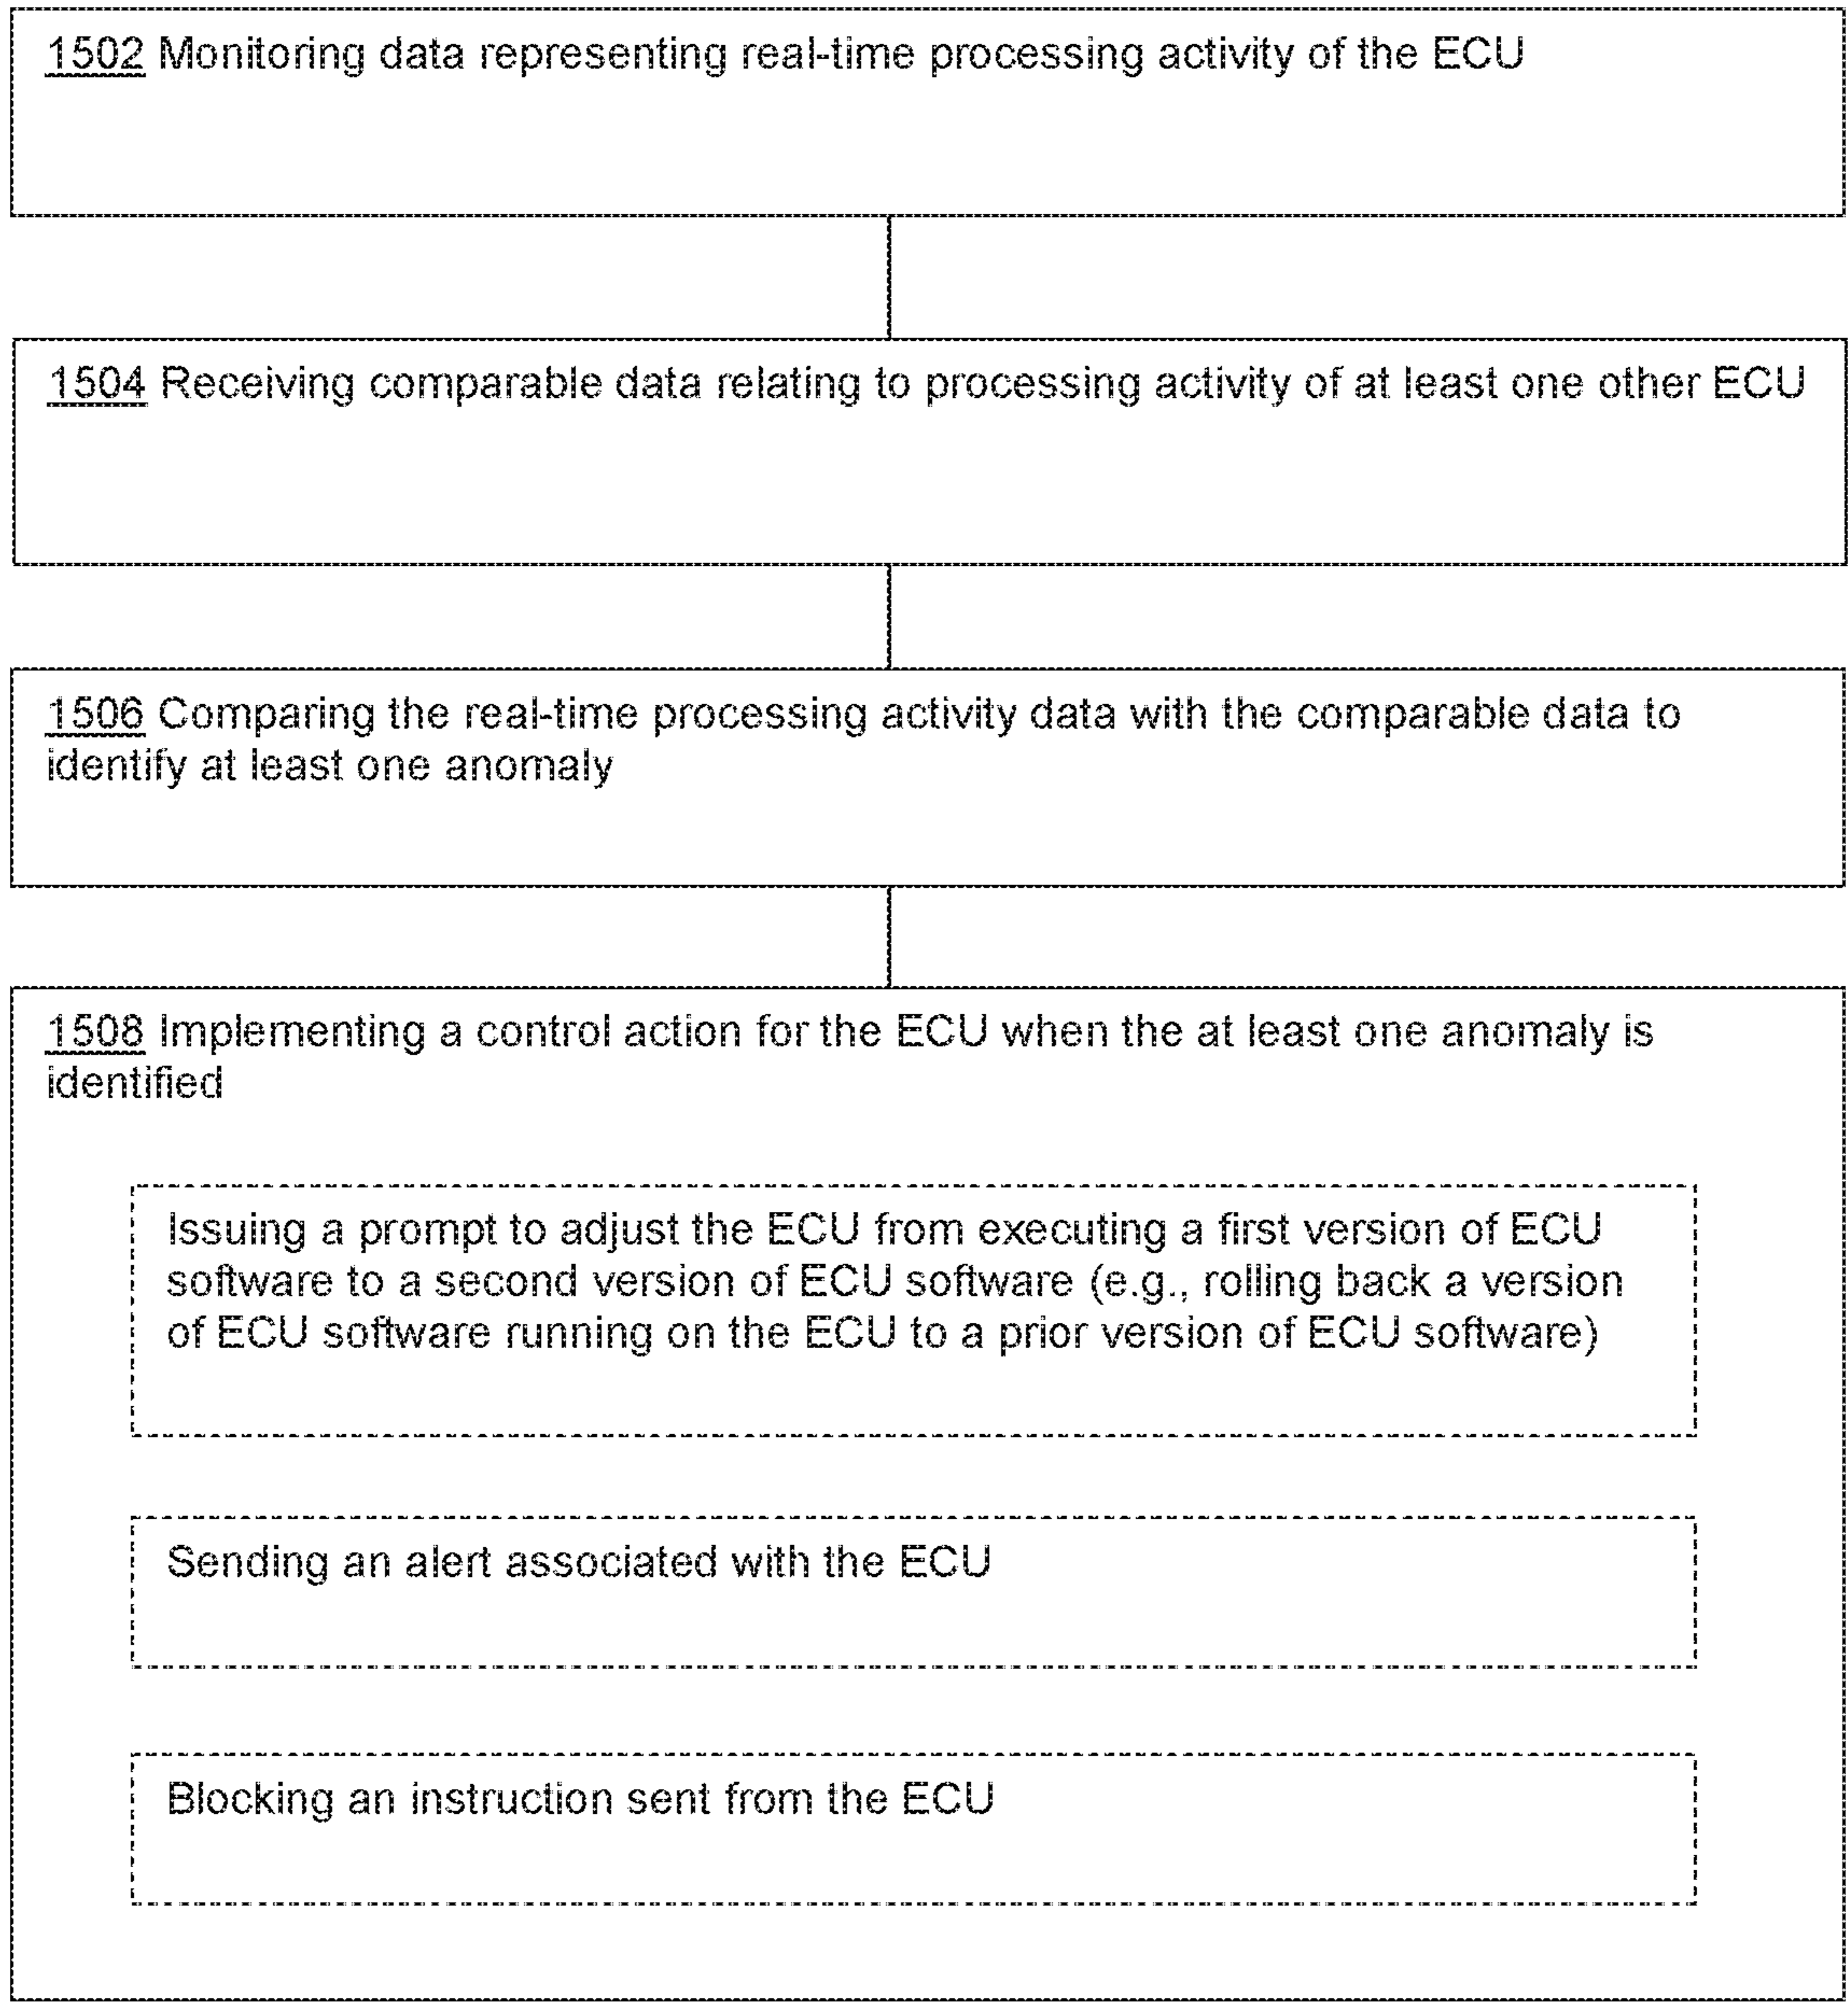 1502 Monitoring data representing real-time processing activity of the ECU
1504 Receiving comparable data relating to processing activity of at least one other ECU
1506 Comparing the real-time processing activity data with the comparable data to
identify at least one anomaly
1508 Implementing a control action for the ECU when the at least one anomaly is
identified
Issuing a prompt to adjust the ECU from executing a first version of ECU
software to a second version of ECU software (e.g., rolling back a version
of ECU software running on the ECU to a prior version of ECU software)
Sending an alert associated with the ECU
Blocking an instruction sent from the ECU